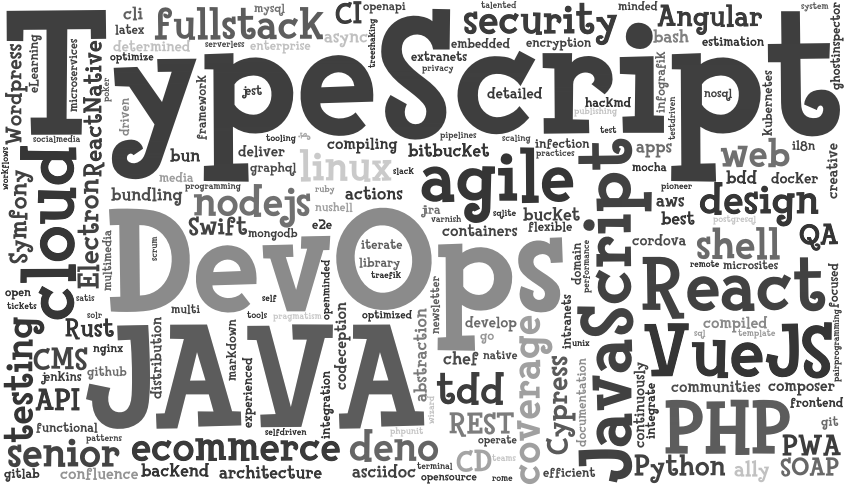 cli
mysql
CI
openapi
talented
minded
Angular
system
latex
fullstack
security
bash
determined
serverless
enterprise
async
treeshaking
embedded
encryption
estimation
ghostinspector
optimize
extranets
privacy
Wordpress
eLearning
microservices
ReactNative
poker
TypeScript
framework
jest
detailed
hackmd
publishing
infografik
testdriven
nosql
kubernetes
driven
socialmedia
tooling
compiling
pipelines
scaling
test
infection
practices
apps
web
i18n
workflows
cloud
bun
deliver
graphql
linux
slack
bitbucket
agile
mocha
bdd
docker
creative
media
programming
bundling
nodejs
ruby
nushell
actions
jra
varnish
sqlite
bucket
flexible
pioneer
aws
best
design
postgresql
Symfony
Electron
Swift
mongodb
e2e
containers
JavaScript
cordova
shell
QA
multimedia
DevOps
scrum
iterate
library
traefik
domain
performance
remote
microsites
focused
open
tickets
satis
solr
multi
self
tools
pragmatism
openminded
optimized
newsletter
React
testing
Rust
nginx
CMS
jenkins
github
API
distribution
JAVA
markdown
experienced
integration
codeception
abstraction
develop
go
chef
native
intranets
unix
compiled
sql
template
VueJS
pairprogramming
tdd
wizard
coverage
Cypress
documentation
continuously
integrate
communities
composer
frontend
functional
patterns
selfdriven
phpunit
REST
operate
PHP
git
PWA
senior
ecommerce
deno
CD
teams
gitlab
confluence
backend
architecture
asciidoc
terminal
opensource
rome
efficient
Python
ally
SOAP